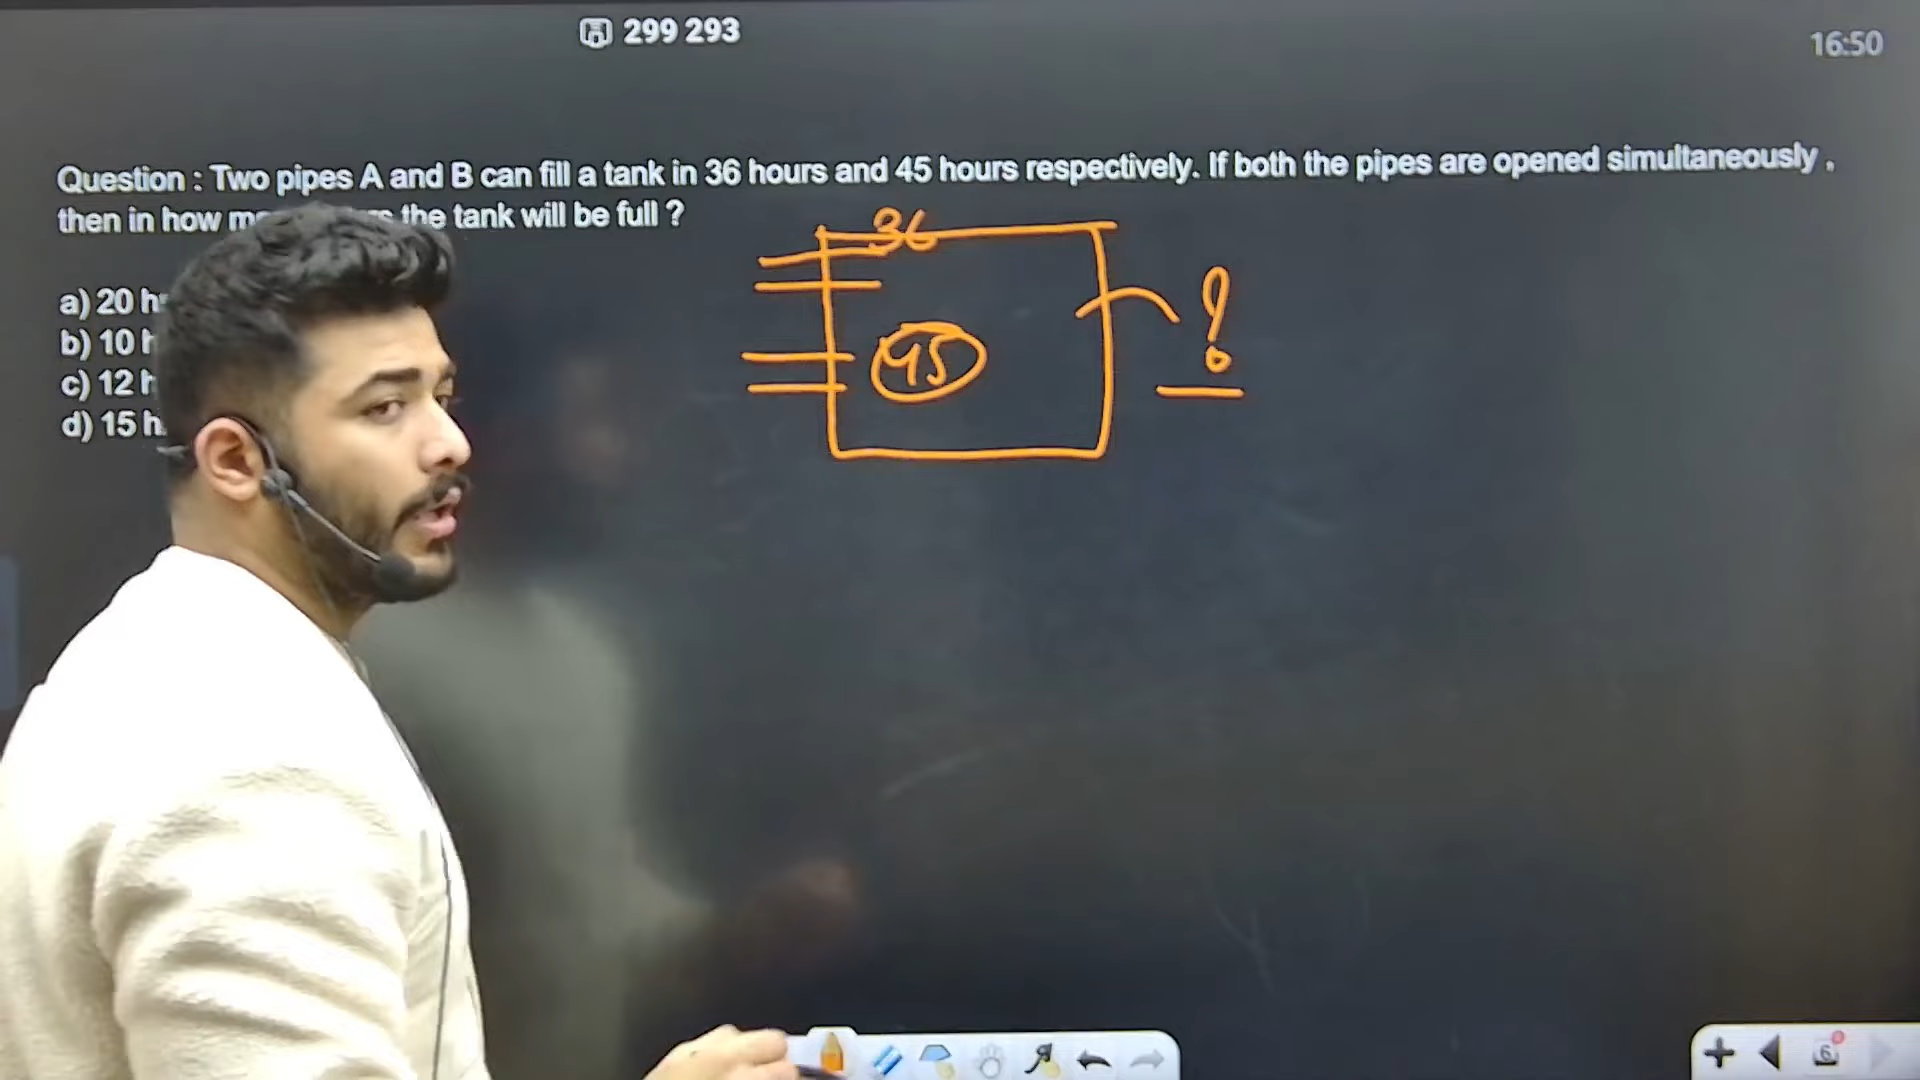 299 293
16:50
Question : Two pipes A and B can fill a tank in 36 hours and 45 hours respectively. If both the pipes are opened simultaneously ,
then in how the tank will be full ?
36
a) 20
b) 10
45
c) 12
d) 15
?
6